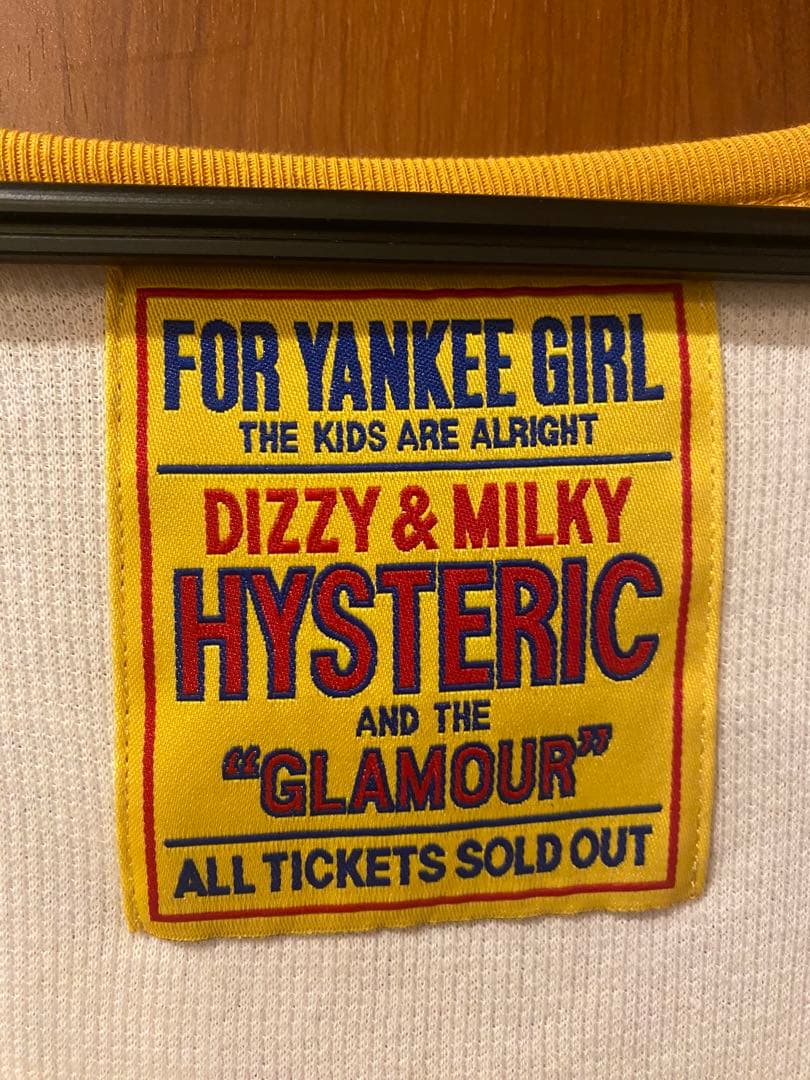 FOR YANKEE GIRL
THE KIDS ARE ALRIGHT
DIZZY & MILKY
HYSTERIC
AND THE
“GLAMOUR”
ALL TICKETS SOLD OUT